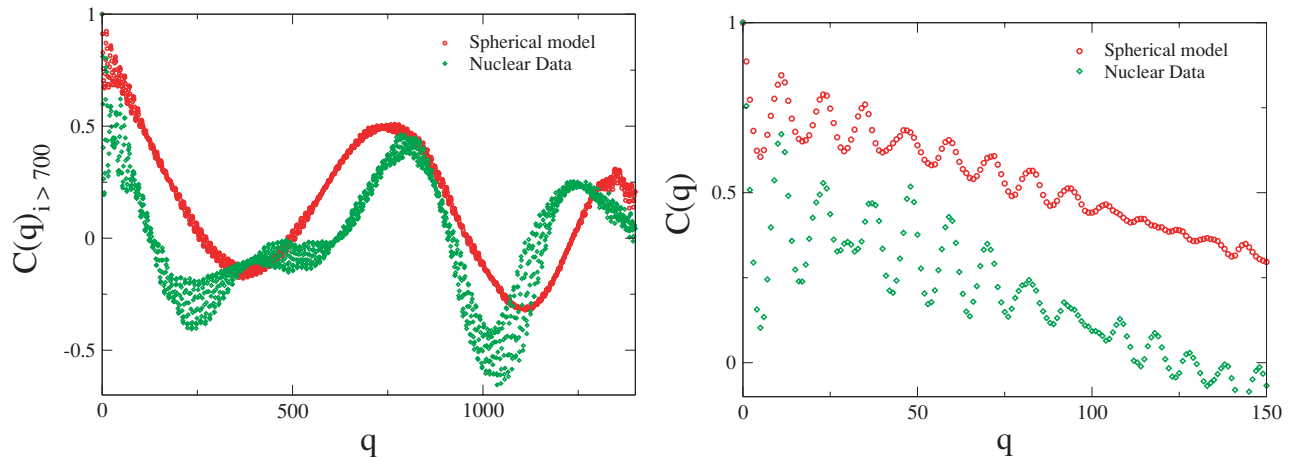 1
0.5
0
-0.5
C(q)i > 700
Spherical model
Nuclear Data
0
500
1000
q
1
0.5
0
C(q)
Spherical model
Nuclear Data
0
50
100
150
q